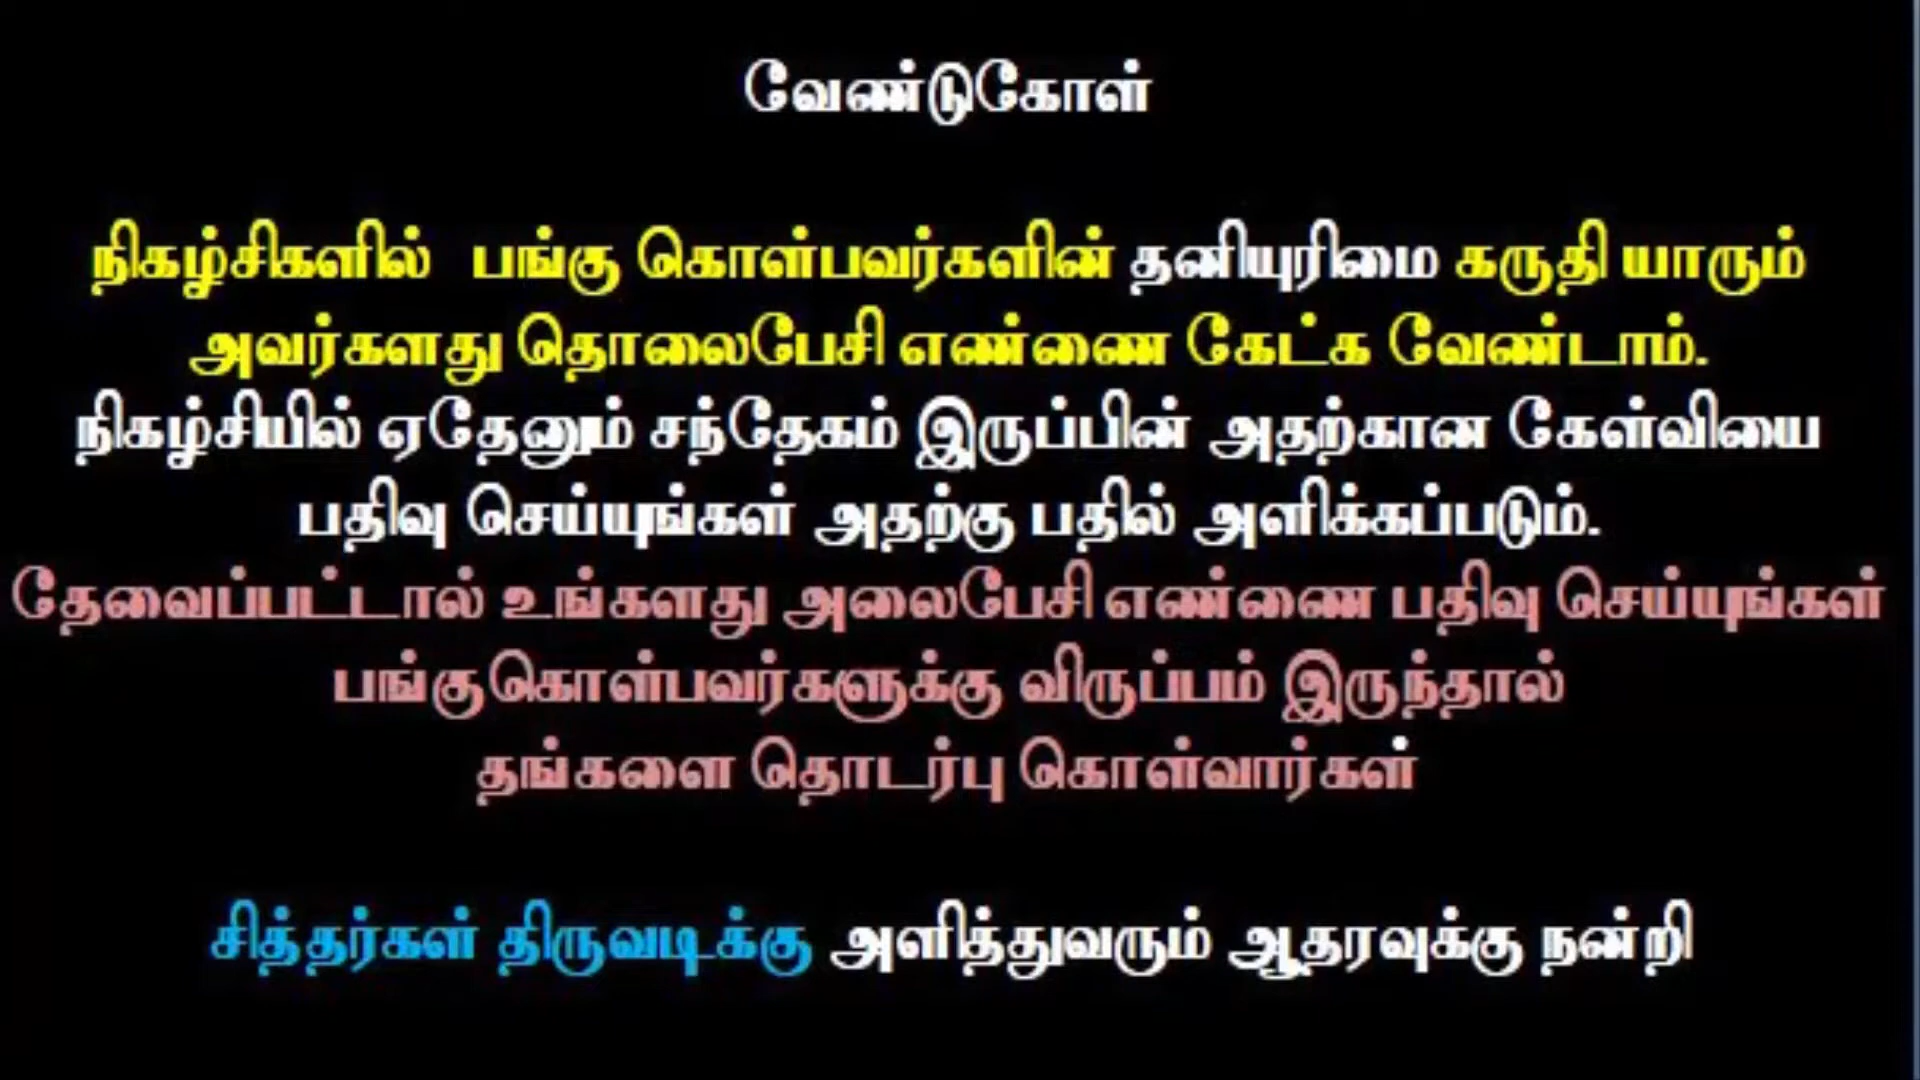 வேண்டுகோள்
நிகழ்சிகளில் பங்கு கொள்பவர்களின் தனியுரிமை கருதி யாரும்
அவர்களது தொலைபேசி எண்ணை கேட்க வேண்டாம்.
நிகழ்சியில் ஏதேனும் சந்தேகம் இருப்பின் அதற்கான கேள்வியை
பதிவு செய்யுங்கள் அதற்கு பதில் அளிக்கப்படும்.
தேவைப்பட்டால் உங்களது அலைபேசி எண்ணை பதிவு செய்யுங்கள்
பங்குகொள்பவர்களுக்கு விருப்பம் இருந்தால்
தங்களை தொடர்பு கொள்வார்கள்
சித்தர்கள் திருவடிக்கு அளித்துவரும் ஆதரவுக்கு நன்றி